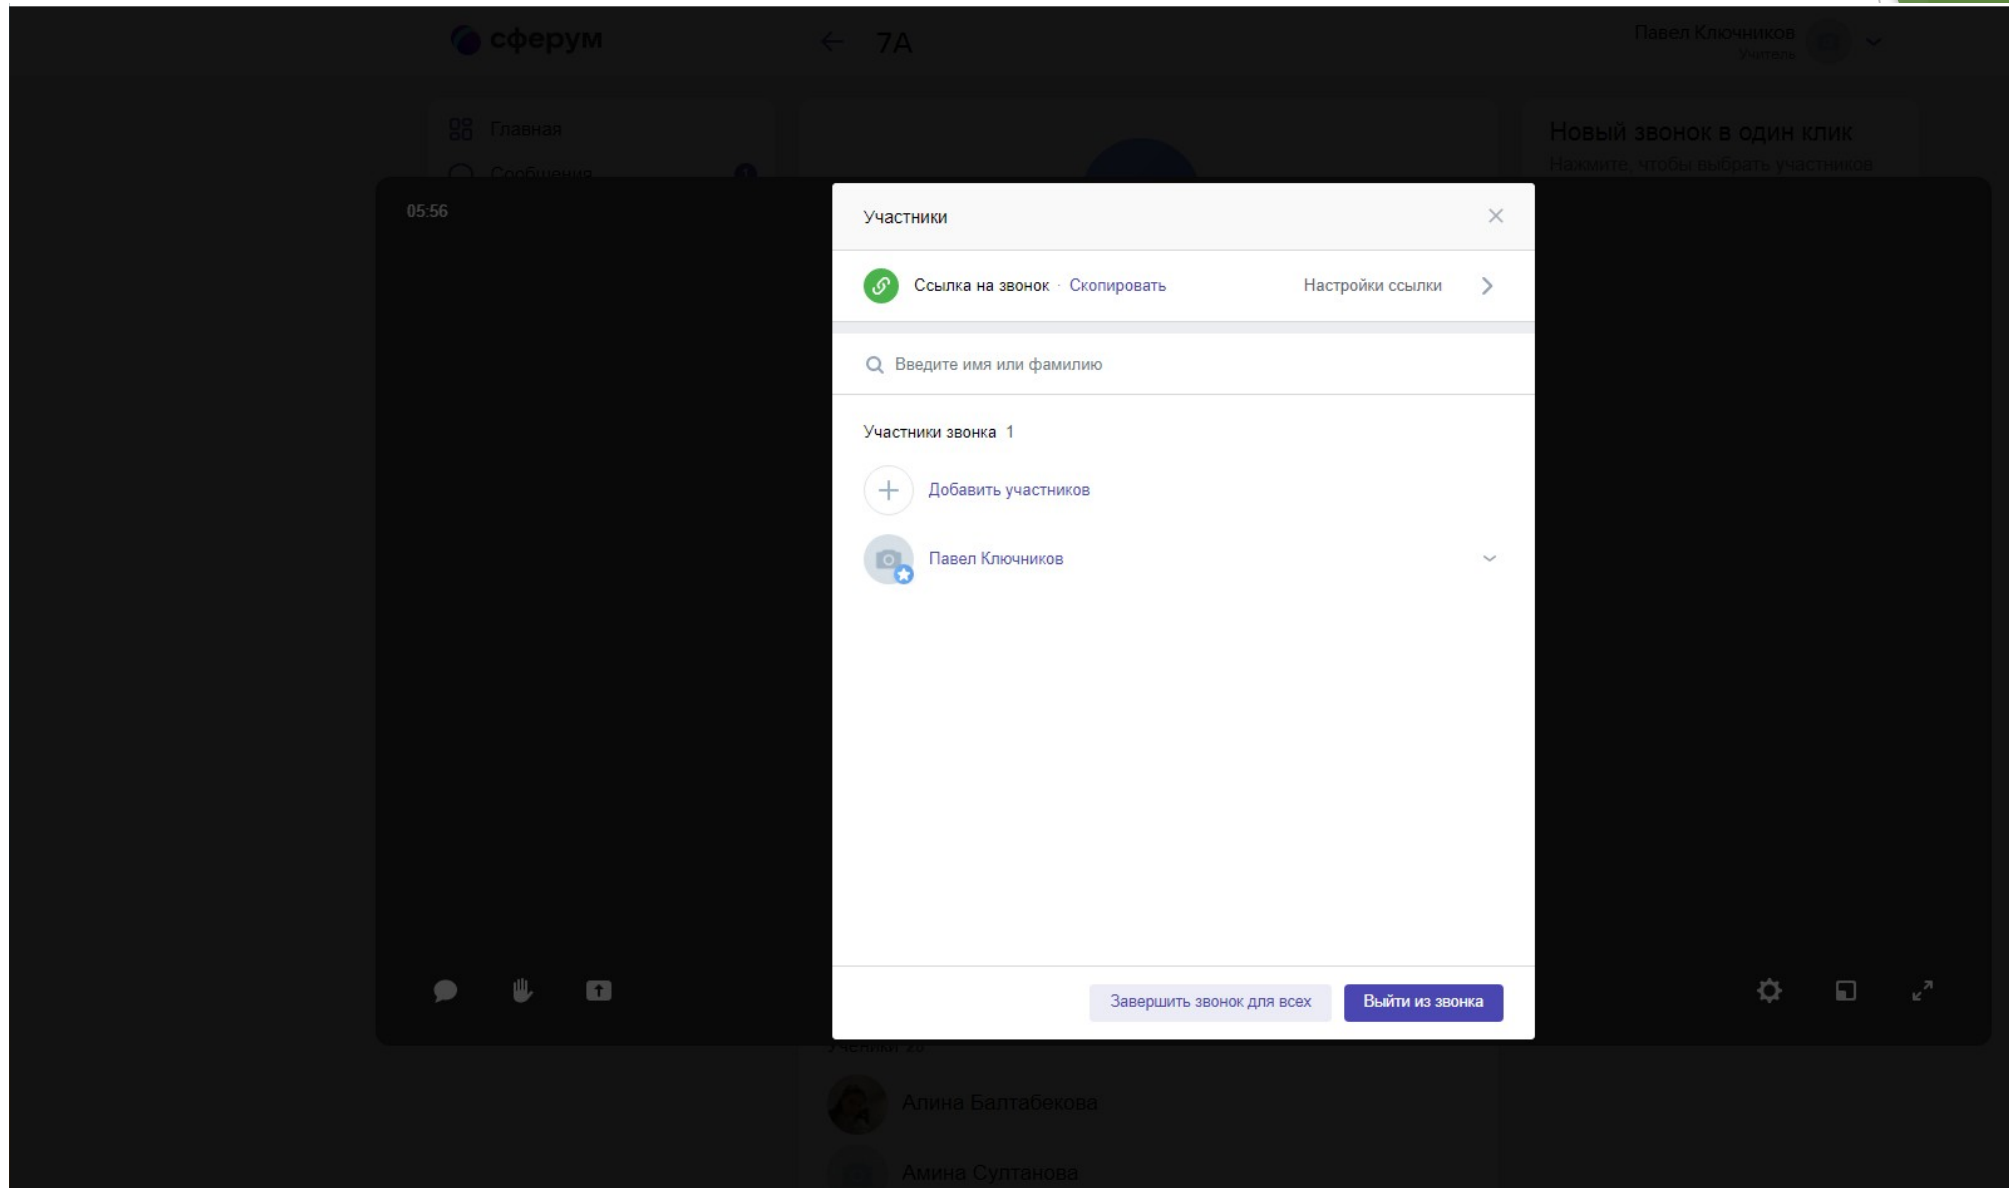 сферум
7А
Павел Ключников
Учитель
Главная
Сообщения
1
Новый звонок в один клик
Нажмите, чтобы выбрать участников
05:56
Участники
Ссылка на звонок · Скопировать
Настройки ссылки
Введите имя или фамилию
Участники звонка 1
Добавить участников
Павел Ключников
Завершить звонок для всех
Выйти из звонка
Алина Балтабекова
Амина Султанова